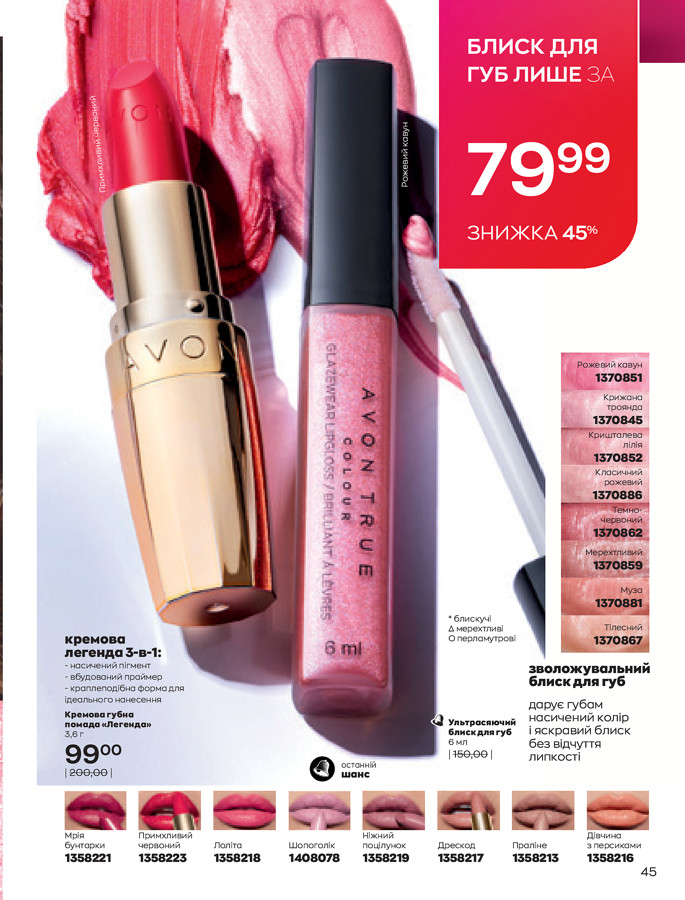 БЛИСК ДЛЯ
ГУБ ЛИШЕ ЗА
79⁹⁹
ЗНИЖКА 45%
Примхливий червоний
Рожевий кавун
AVON
AVON TRUE
COLOUR
GLAZEWEAR LIPGLOSS / BRILLIANT À LÈVRES
6 ml
Рожевий кавун
1370851
Крижана
троянда
1370845
Кришталева
лілія
1370852
Класичний
рожевий
1370886
Темно-
червоний
1370862
Мерехтливий
1370859
Муза
1370881
Тілесний
1370867
* блискучі
Δ мерехтливі
О перламутрові
кремова
легенда 3-в-1:
- насичений пігмент
- вбудований праймер
- краплеподібна форма для
ідеального нанесення
Кремова губна
помада «Легенда»
3,6 г
99⁰⁰
| 200,00 |
останній
шанс
Ультрасяючий
блиск для губ
6 мл
| 150,00 |
зволожувальний
блиск для губ
дарує губам
насичений колір
і яскравий блиск
без відчуття
липкості
Мрія
бунтарки
1358221
Примхливий
червоний
1358223
Лоліта
1358218
Шопоголік
1408078
Ніжний
поцілунок
1358219
Дрескод
1358217
Праліне
1358213
Дівчина
з персиками
1358216
45